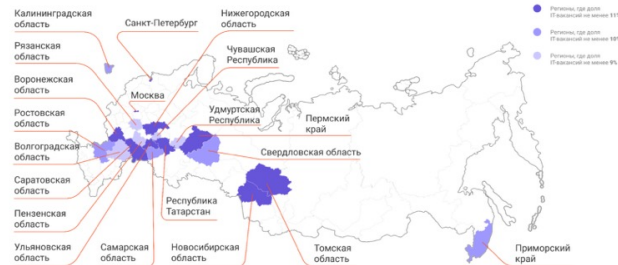 Калининградская
область
Санкт-Петербург
Нижегородская
область
Рязанская
область
Чувашская
Республика
Воронежская
область
Москва
Ростовская
область
Удмуртская
Республика
Пермский
край
Волгоградская
область
Свердловская область
Саратовская
область
Пензенская
область
Республика
Татарстан
Ульяновская
область
Самарская
область
Новосибирская
область
Томская
область
Приморский
край
Регионы, где доля
IT-вакансий не менее 11%
Регионы, где доля
IT-вакансий не менее 10%
Регионы, где доля
IT-вакансий не менее 9%